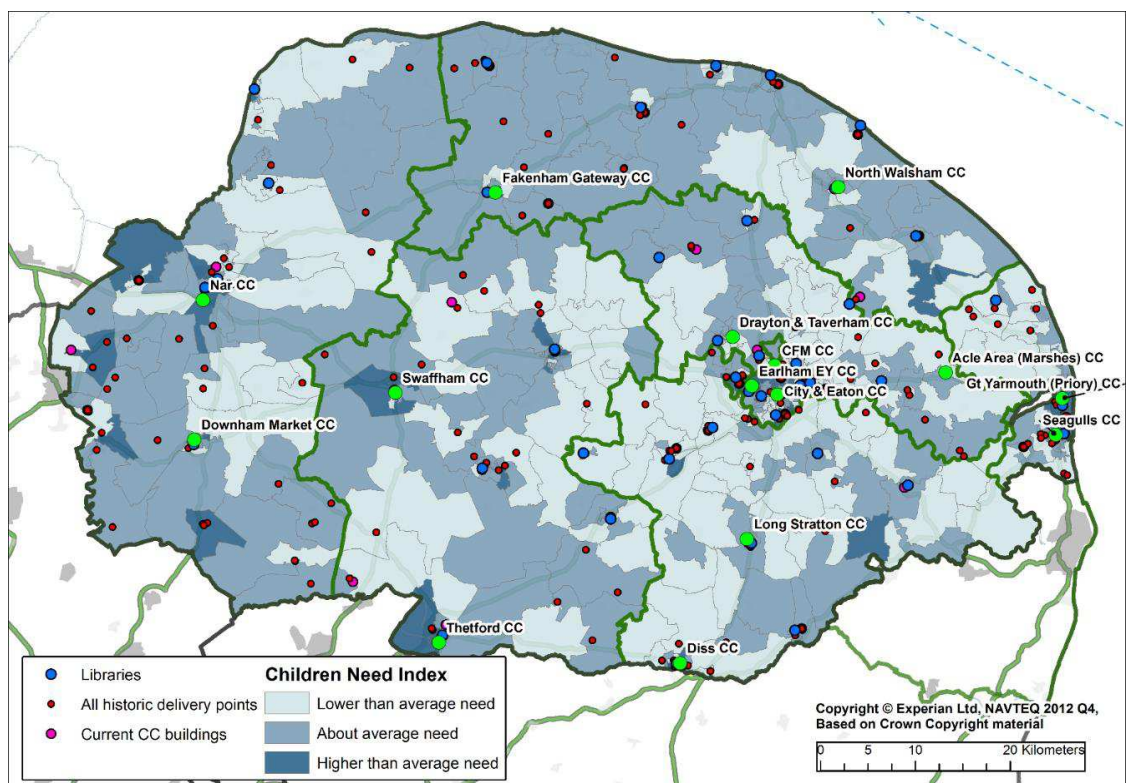 Fakenham Gateway CC
North Walsham CC
Nar CC
Drayton & Taverham CC
CFM CC
Acle Area (Marshes) CC
Earlham EY CC
Swaffham CC
Gt Yarmouth (Priory) CC
City & Eaton CC
Seagulls CC
Downham Market CC
Long Stratton CC
Thetford CC
Diss CC
Libraries
All historic delivery points
Current CC buildings
Children Need Index
Lower than average need
About average need
Higher than average need
Copyright © Experian Ltd, NAVTEQ 2012 Q4,
Based on Crown Copyright material
0 5 10 20 Kilometers